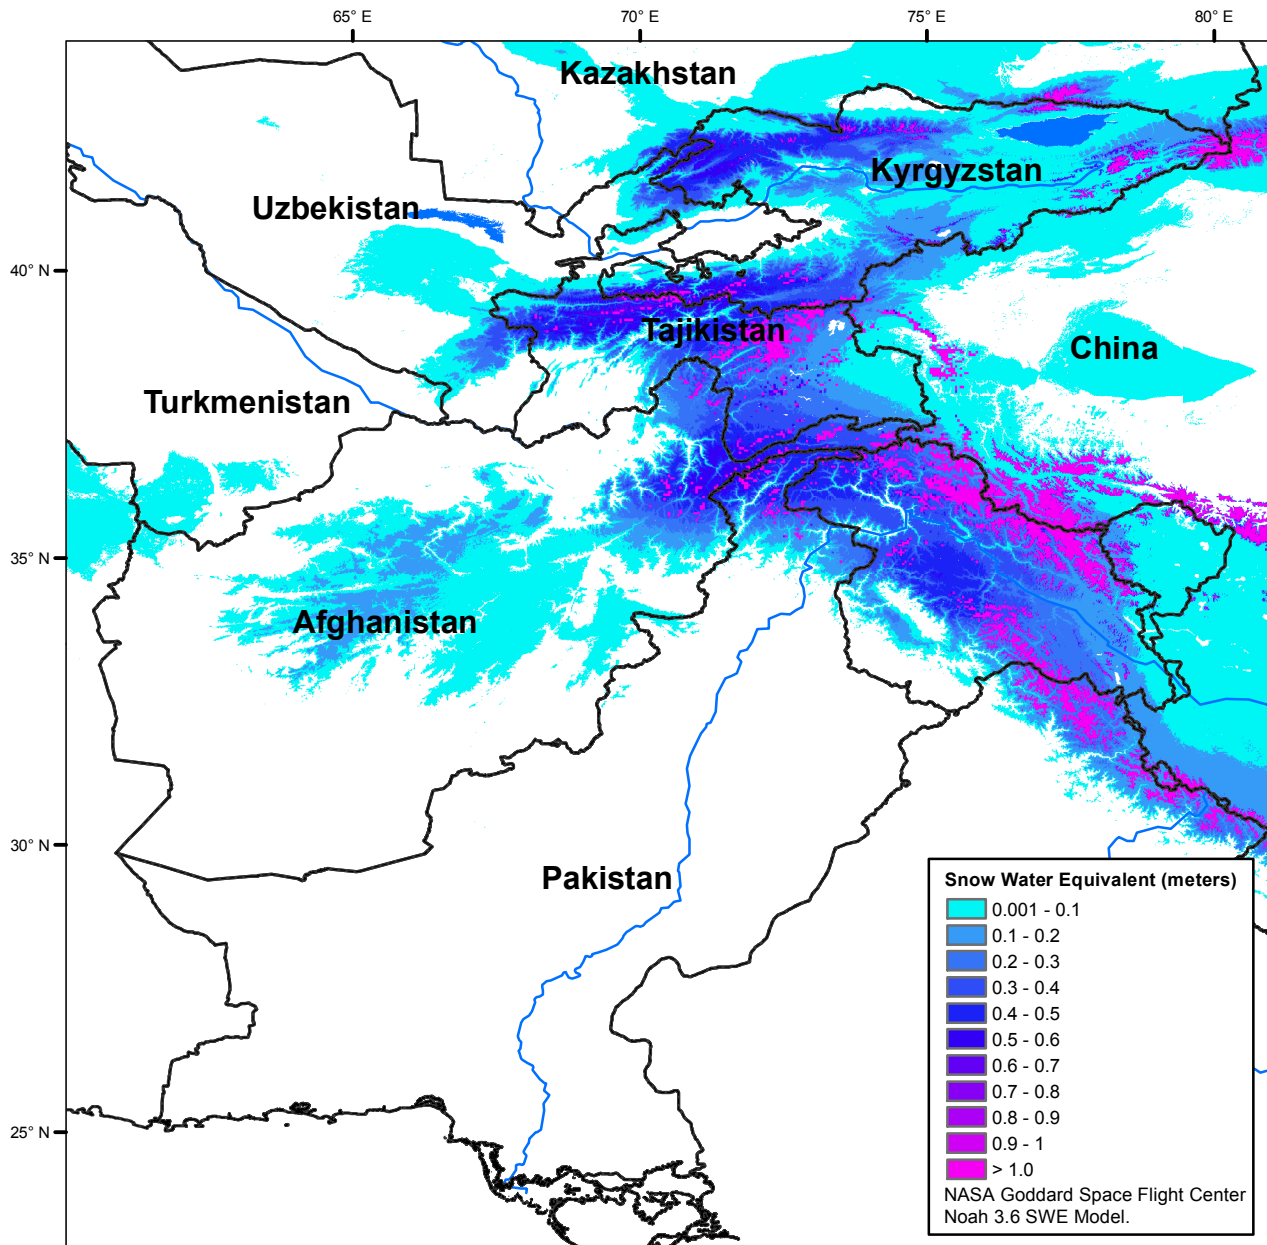 65° E
70° E
75° E
80° E
Kazakhstan
Kyrgyzstan
Uzbekistan
40° N
Tajikistan
China
Turkmenistan
35° N
Afghanistan
30° N
Pakistan
25° N
Snow Water Equivalent (meters)
0.001 - 0.1
0.1 - 0.2
0.2 - 0.3
0.3 - 0.4
0.4 - 0.5
0.5 - 0.6
0.6 - 0.7
0.7 - 0.8
0.8 - 0.9
0.9 - 1
> 1.0
NASA Goddard Space Flight Center
Noah 3.6 SWE Model.